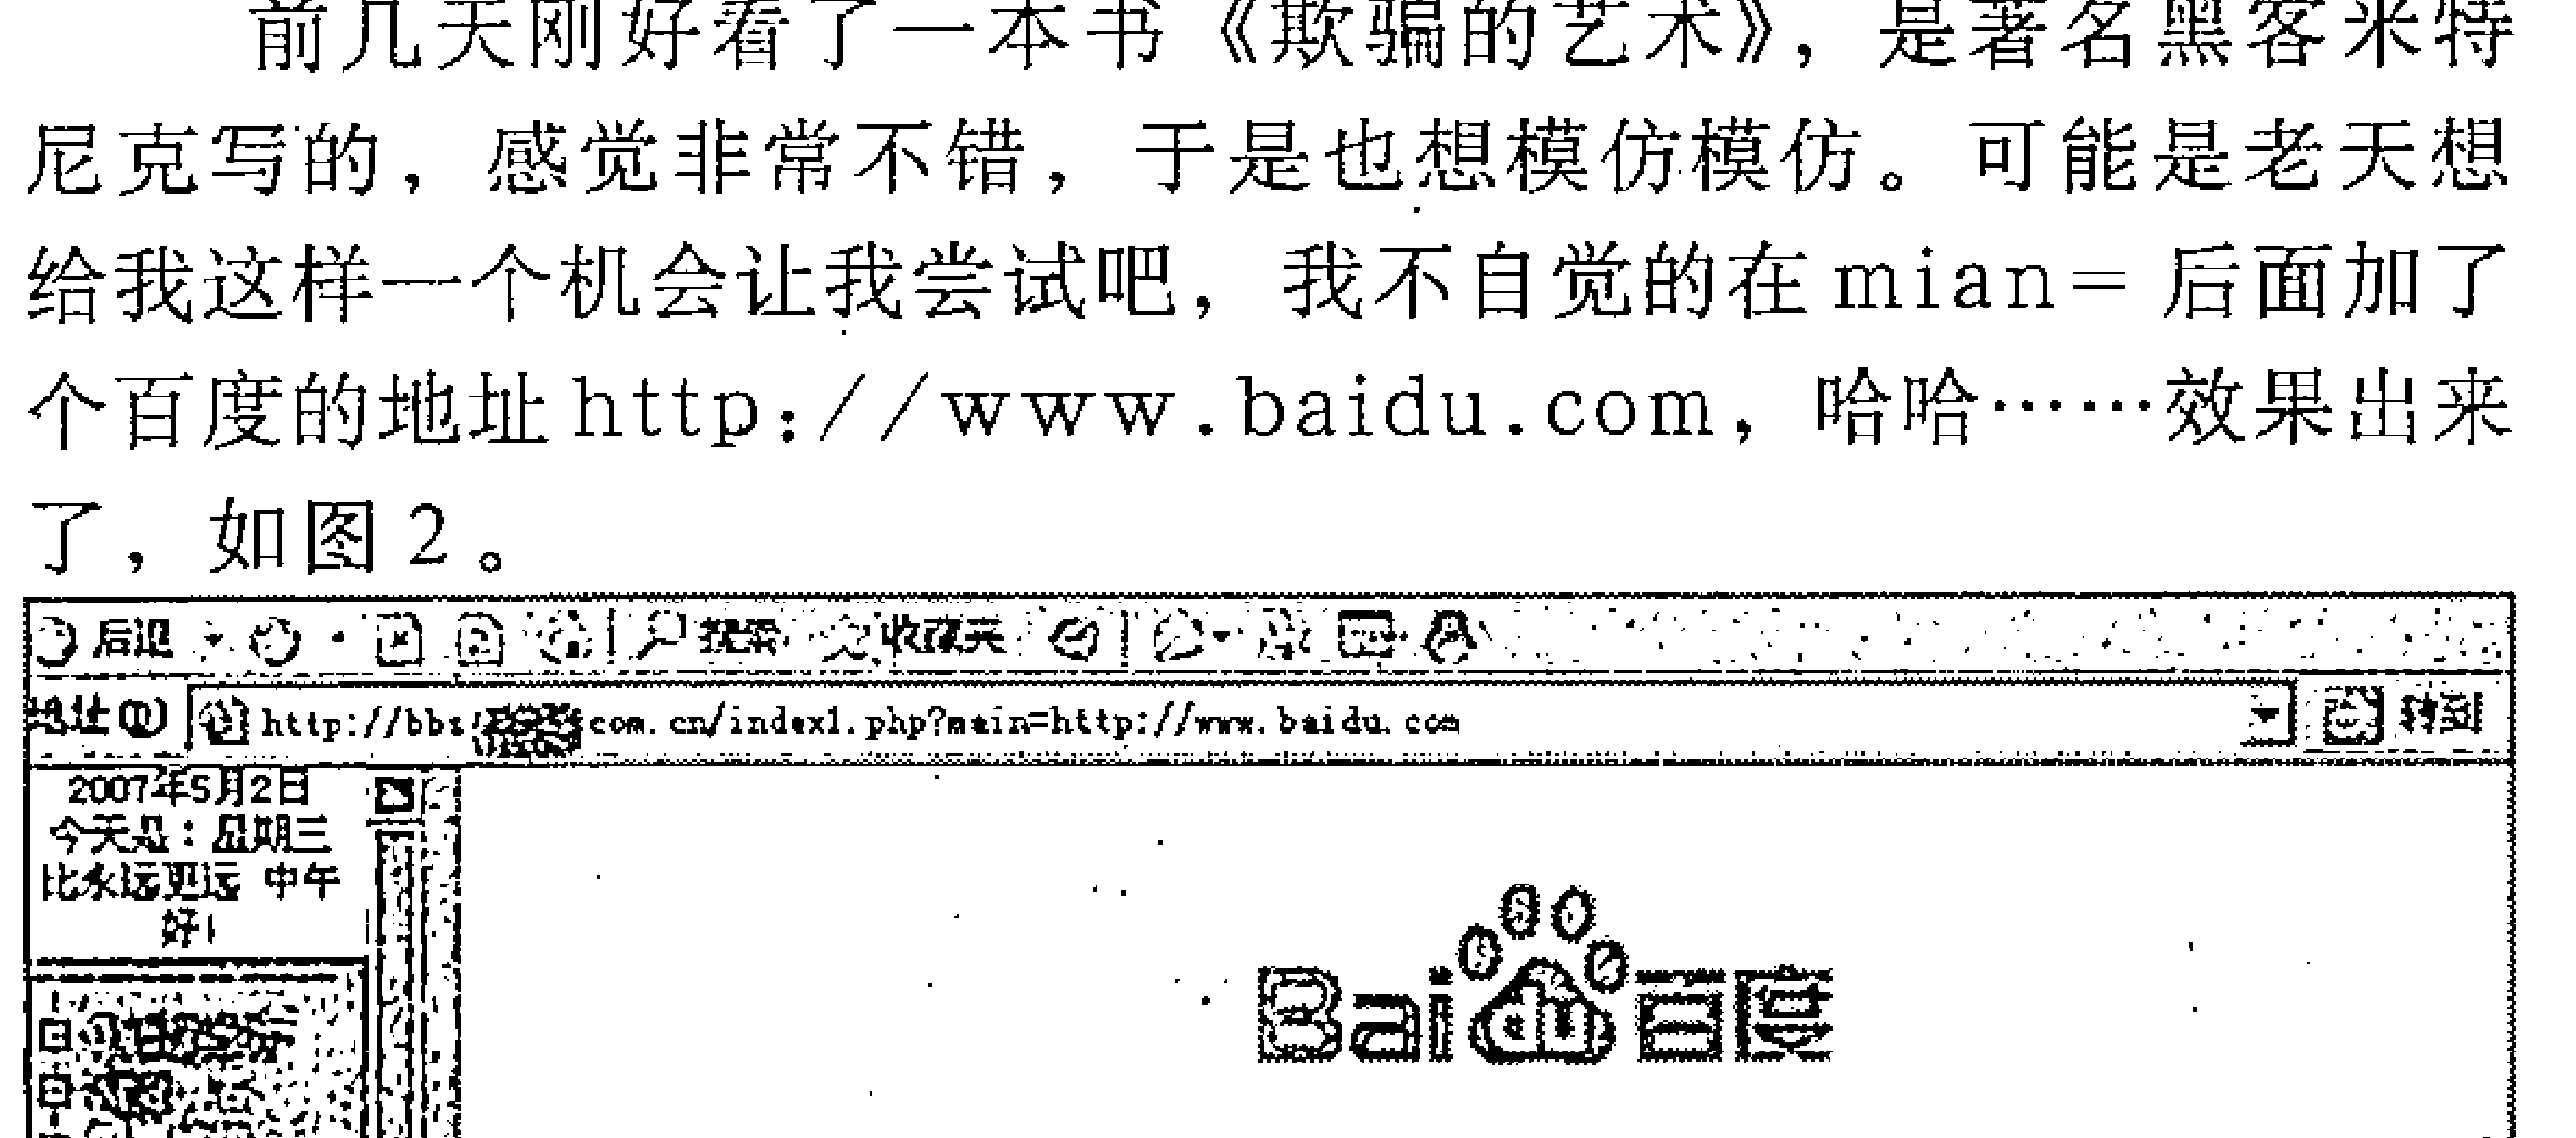 前几天刚好看了一本书《欺骗的艺术》，是著名黑客米特
尼克写的，感觉非常不错，于是也想模仿模仿。可能是老天想
给我这样一个机会让我尝试吧，我不自觉的在mian=后面加了
个百度的地址http://www.baidu.com，哈哈……效果出来
了，如图2。
后退 搜索 收藏夹
地址(D) http://bbs com.cn/index1.php?main=http://www.baidu.com 转到
2007年5月2日
今天是：星期三
比永远更远 中午
好!
Baidu百度